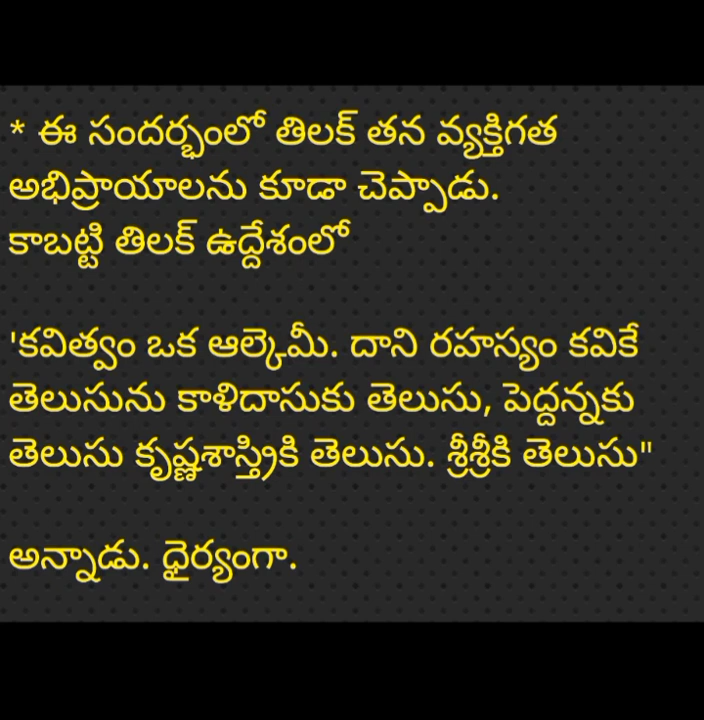 * ఈ సందర్భంలో తిలక్ తన వ్యక్తిగత
అభిప్రాయాలను కూడా చెప్పాడు.
కాబట్టి తిలక్ ఉద్దేశంలో
'కవిత్వం ఒక ఆల్కెమీ. దాని రహస్యం కవికే
తెలుసును కాళిదాసుకు తెలుసు, పెద్దన్నకు
తెలుసు కృష్ణశాస్త్రికి తెలుసు. శ్రీశ్రీకి తెలుసు"
అన్నాడు. ధైర్యంగా.